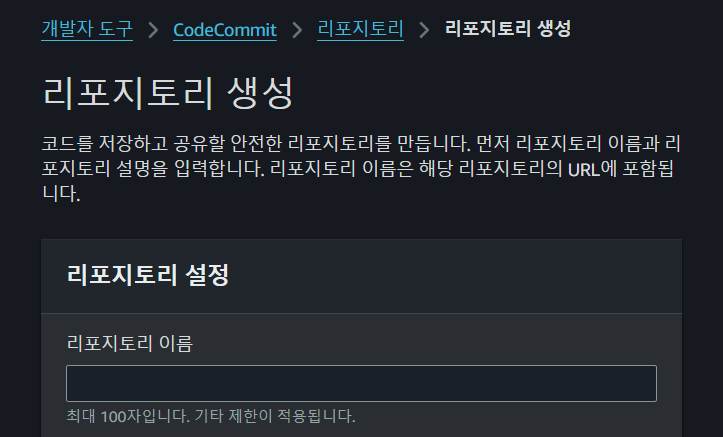 개발자 도구 > CodeCommit > 리포지토리 > 리포지토리 생성
리포지토리 생성
코드를 저장하고 공유할 안전한 리포지토리를 만듭니다. 먼저 리포지토리 이름과 리
포지토리 설명을 입력합니다. 리포지토리 이름은 해당 리포지토리의 URL에 포함됩
니다.
리포지토리 설정
리포지토리 이름
최대 100자입니다. 기타 제한이 적용됩니다.